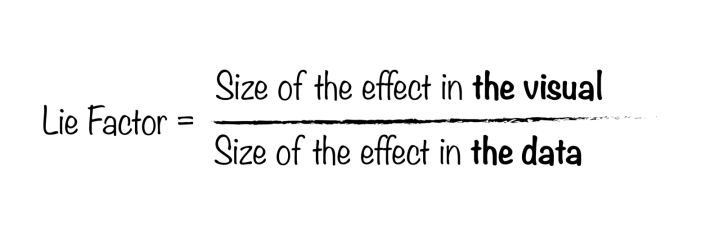 Size of the effect in the visual
Lie Factor =
Size of the effect in the data